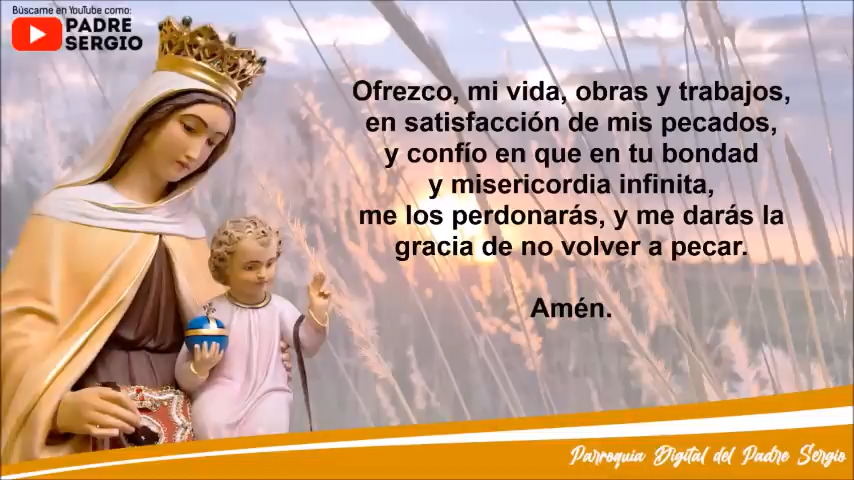 Búscame en YouTube como:
PADRE
SERGIO
Ofrezco, mi vida, obras y trabajos,
en satisfacción de mis pecados,
y confío en que en tu bondad
y misericordia infinita,
me los perdonarás, y me darás la
gracia de no volver a pecar.
Amén.
Parroquia Digital del Padre Sergio